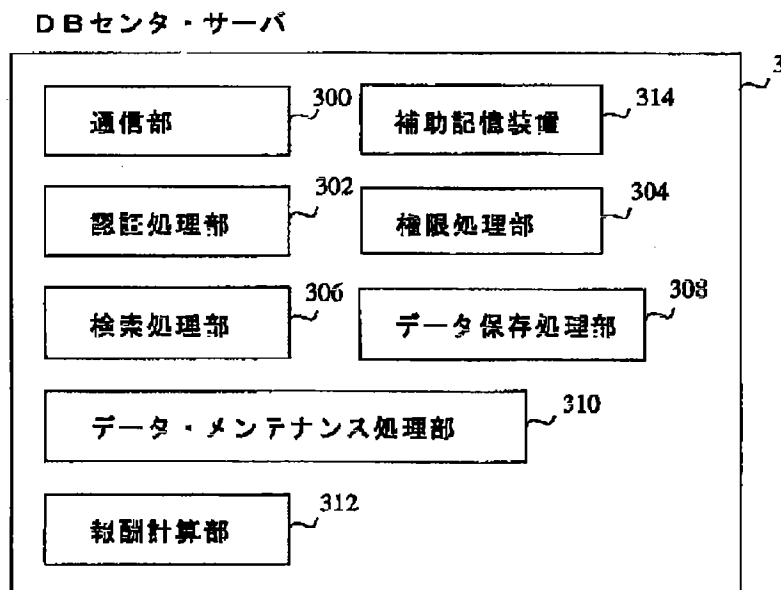 DBセンタ・サーバ
3
通信部 300
補助記憶装置 314
認証処理部 302
権限処理部 304
検索処理部 306
データ保存処理部 308
データ・メンテナンス処理部 310
報酬計算部 312